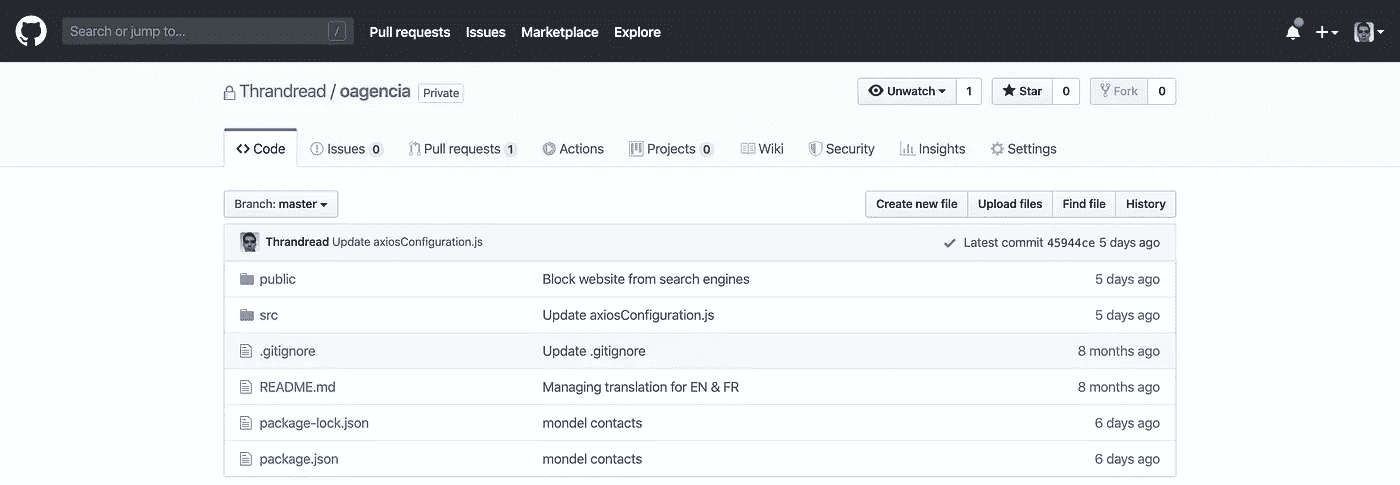 Search or jump to... / Pull requests Issues Marketplace Explore
Thrandread / oagencia Private Unwatch 1 Star 0 Fork 0
Code Issues 0 Pull requests 1 Actions Projects 0 Wiki Security Insights Settings
Branch: master Create new file Upload files Find file History
Thrandread Update axiosConfiguration.js Latest commit 45944ce 5 days ago
public Block website from search engines 5 days ago
src Update axiosConfiguration.js 5 days ago
.gitignore Update .gitignore 8 months ago
README.md Managing translation for EN & FR 8 months ago
package-lock.json mondel contacts 6 days ago
package.json mondel contacts 6 days ago